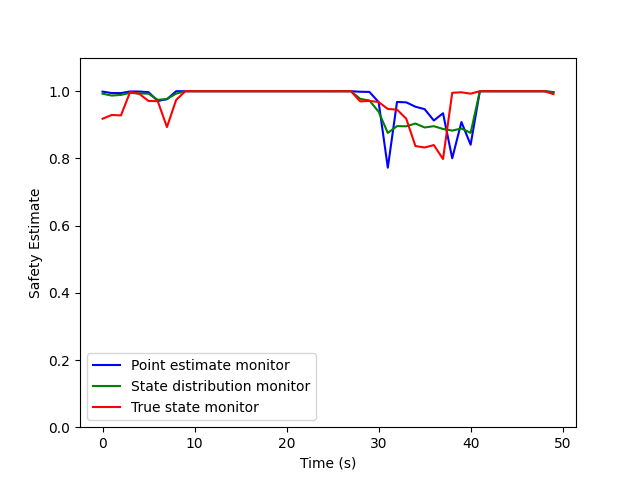 1.0
0.8
0.6
0.4
0.2
0.0
Safety Estimate
Point estimate monitor
State distribution monitor
True state monitor
0 10 20 30 40 50
Time (s)